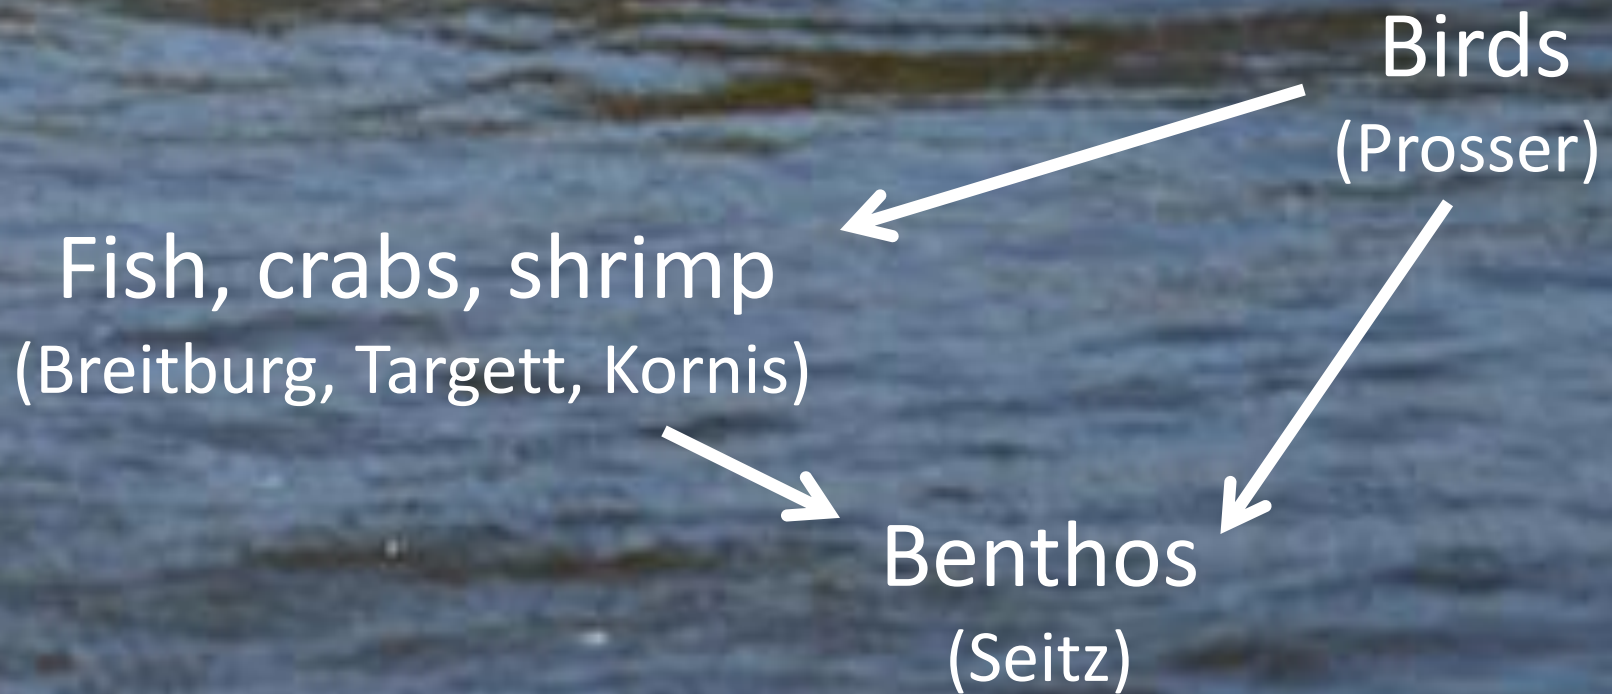 Birds
(Prosser)
Fish, crabs, shrimp
(Breitburg, Targett, Kornis)
Benthos
(Seitz)